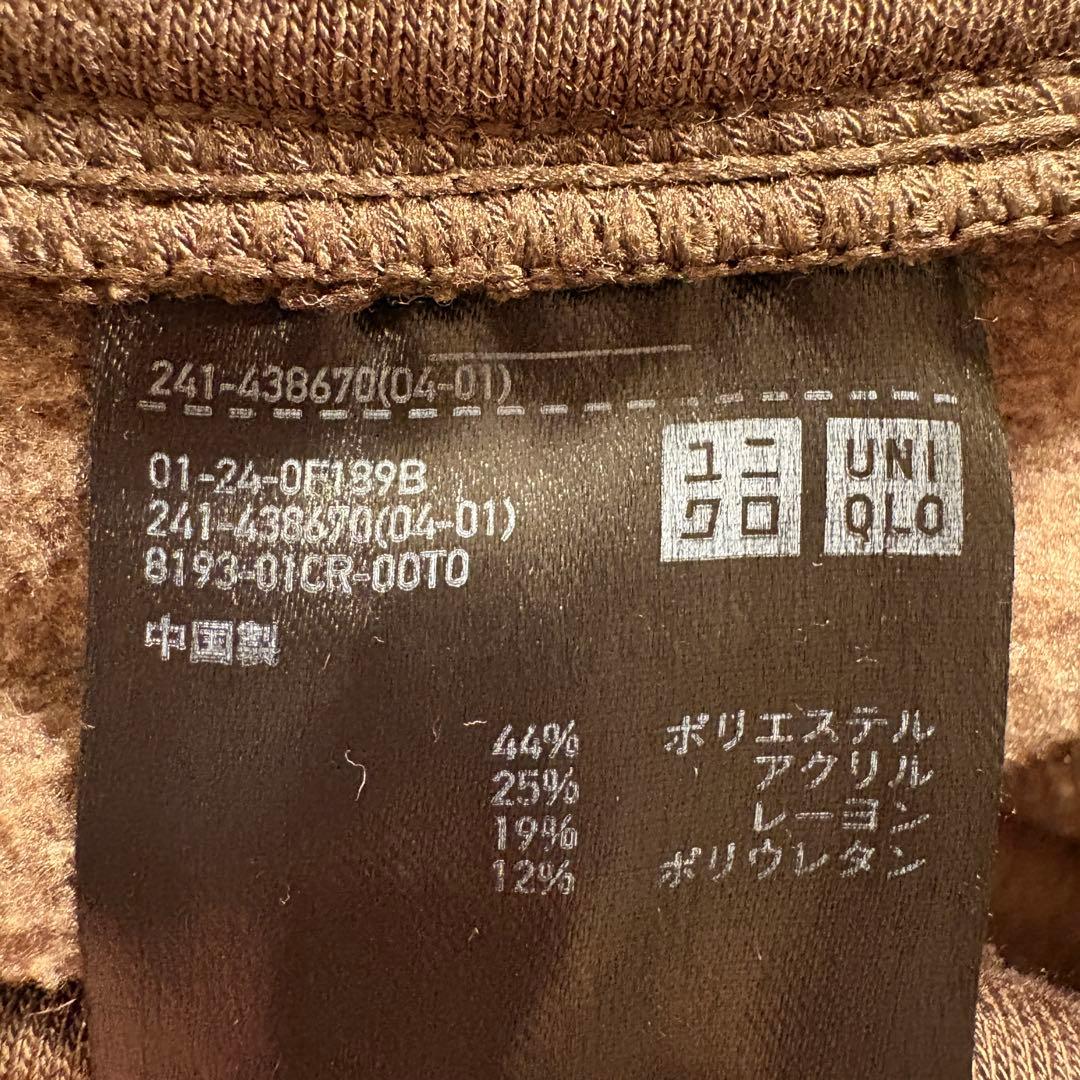 241-438670(04-01)
ユニ
クロ
UNI
QLO
01-24-0F189B
241-438670(04-01)
8193-01CR-00T0
中国製
44% ポリエステル
25% アクリル
19% レーヨン
12% ポリウレタン